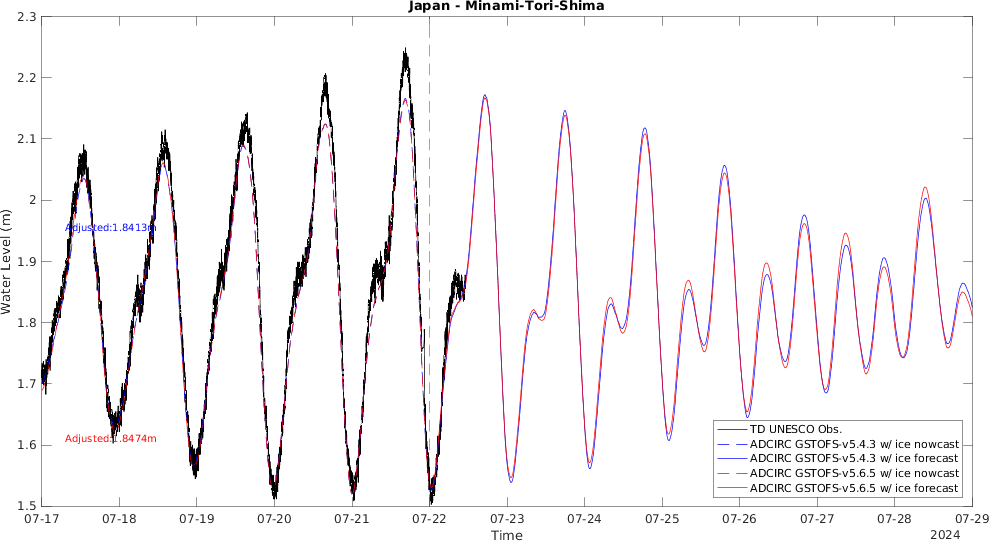 Japan - Minami-Tori-Shima
Water Level (m)
2.3
2.2
2.1
2
1.9
1.8
1.7
1.6
1.5
Adjusted:1.8413m
Adjusted:1.8474m
TD UNESCO Obs.
ADCIRC GSTOFS-v5.4.3 w/ ice nowcast
ADCIRC GSTOFS-v5.4.3 w/ ice forecast
ADCIRC GSTOFS-v5.6.5 w/ ice nowcast
ADCIRC GSTOFS-v5.6.5 w/ ice forecast
07-17 07-18 07-19 07-20 07-21 07-22 07-23 07-24 07-25 07-26 07-27 07-28 07-29
Time
2024